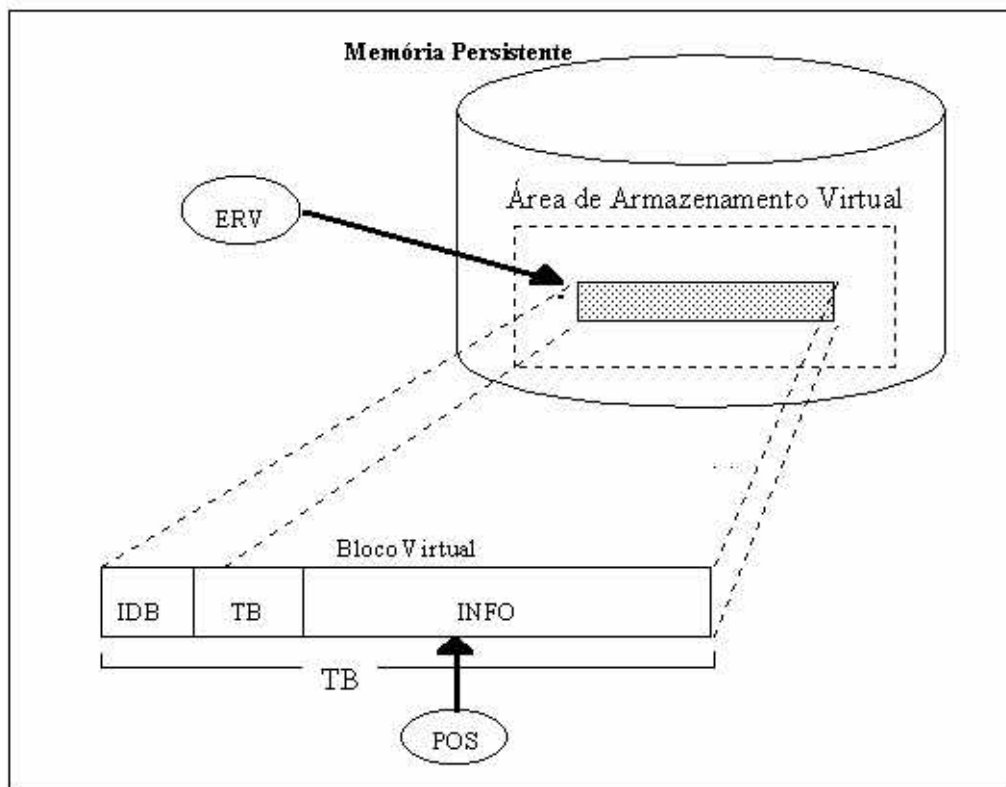 Memória Persistente
ERV
Área de Armazenamento Virtual
Bloco Virtual
IDB
TB
INFO
TB
POS